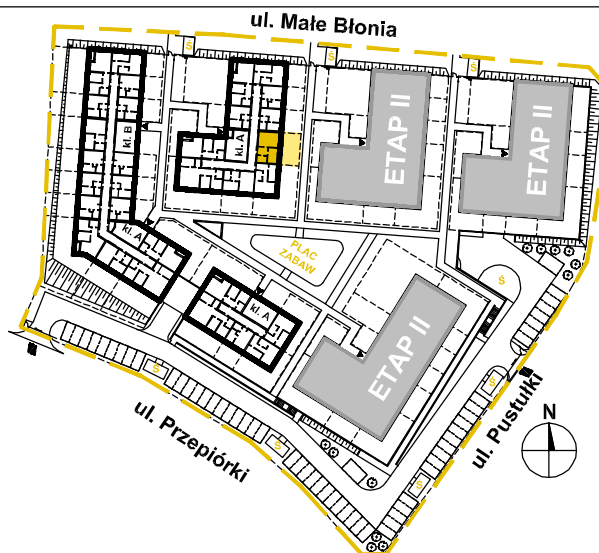 ul. Małe Błonia
Ś
Ś
Ś
kl. B
kl. A
ETAP II
ETAP II
kl. A
PLAC
ZABAW
Ś
kl. A
ETAP II
Ś
Ś
Ś
Ś
ul. Przepiórki
ul. Pustułki
N